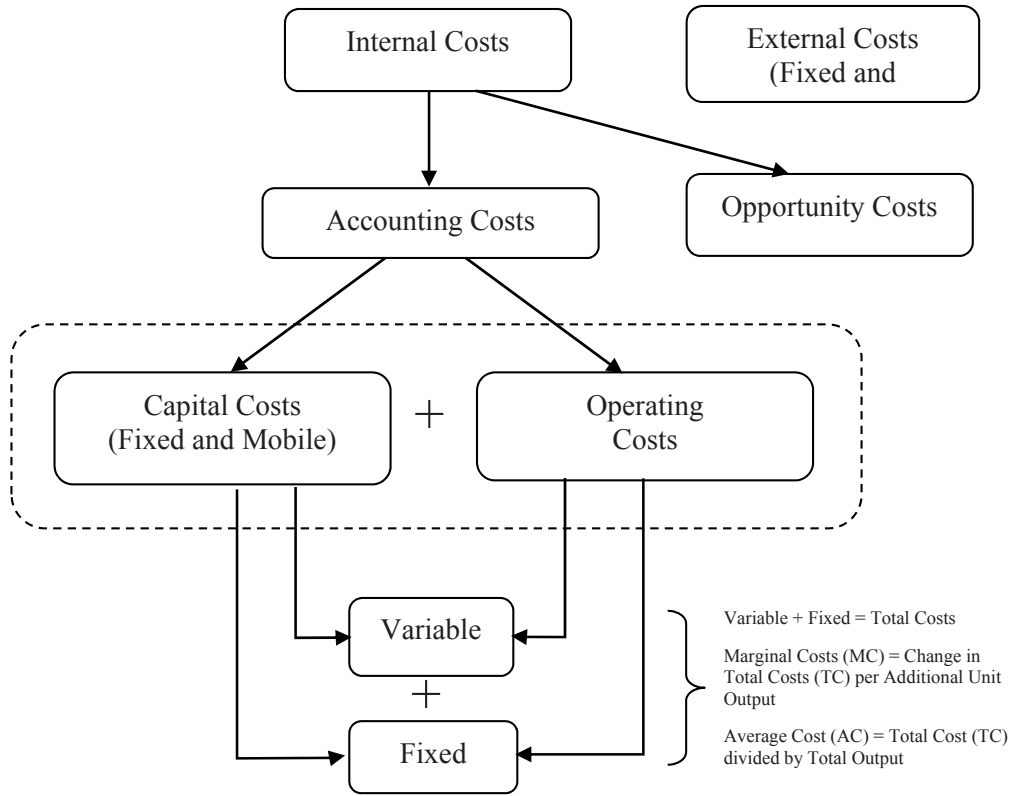 Internal Costs
External Costs
(Fixed and
Accounting Costs
Opportunity Costs
Capital Costs
(Fixed and Mobile)
+
Operating
Costs
Variable
+
Fixed
Variable + Fixed = Total Costs
Marginal Costs (MC) = Change in
Total Costs (TC) per Additional Unit
Output
Average Cost (AC) = Total Cost (TC)
divided by Total Output